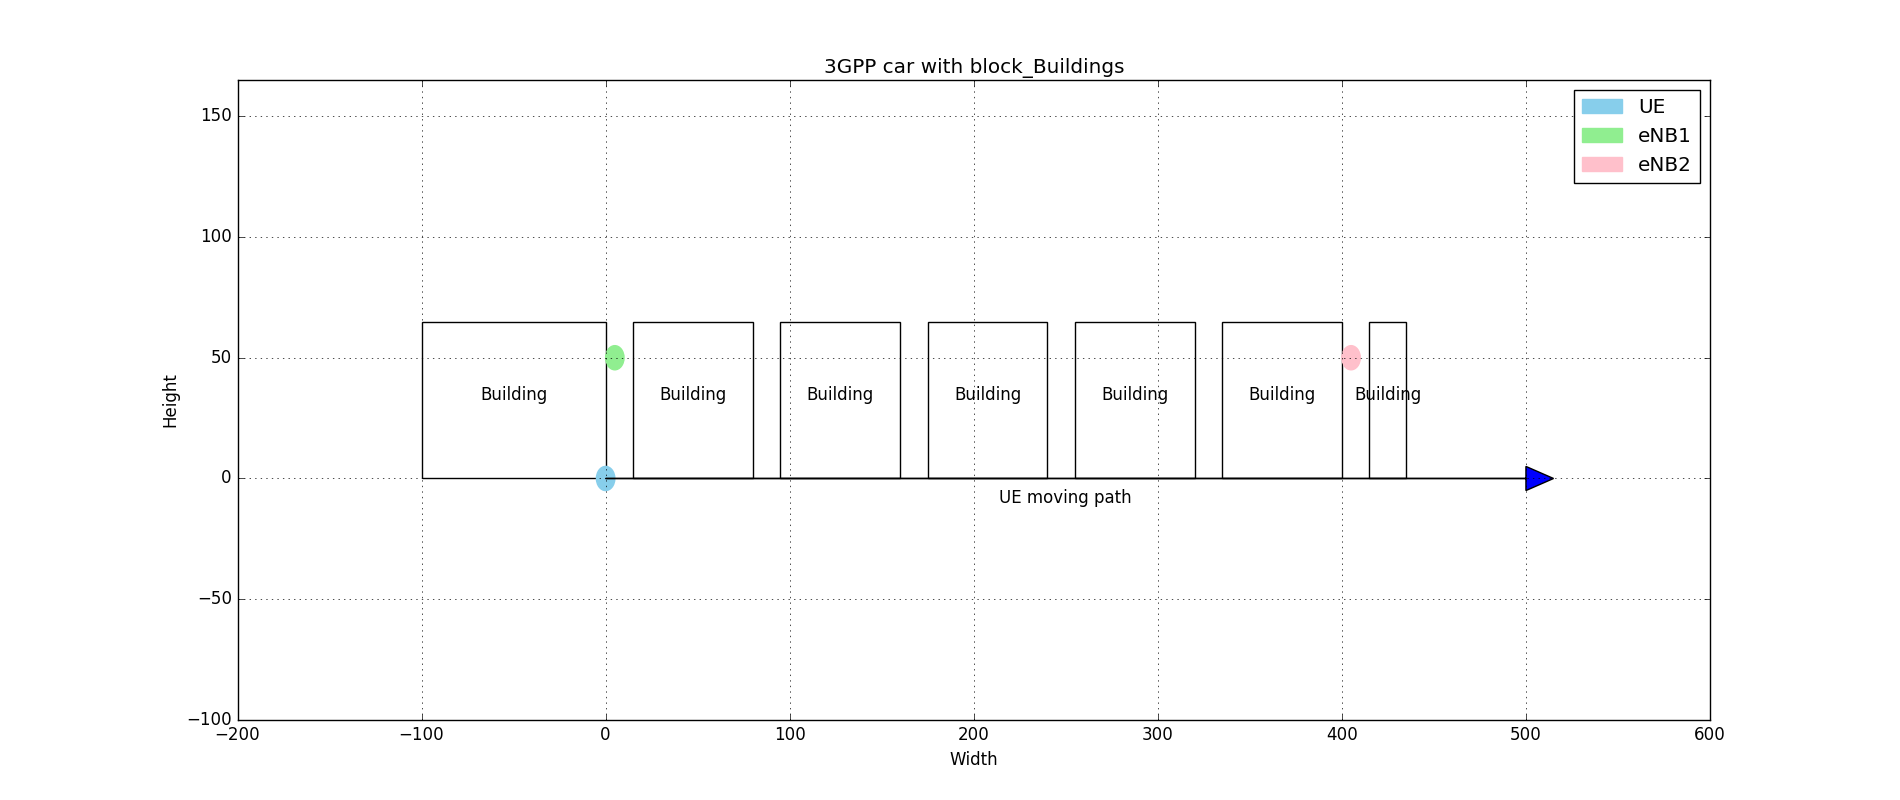 3GPP car with block_Buildings
UE
eNB1
eNB2
150
100
50
0
−50
−100
Height
Building
Building
Building
Building
Building
Building
Building
UE moving path
−200
−100
0
100
200
300
400
500
600
Width